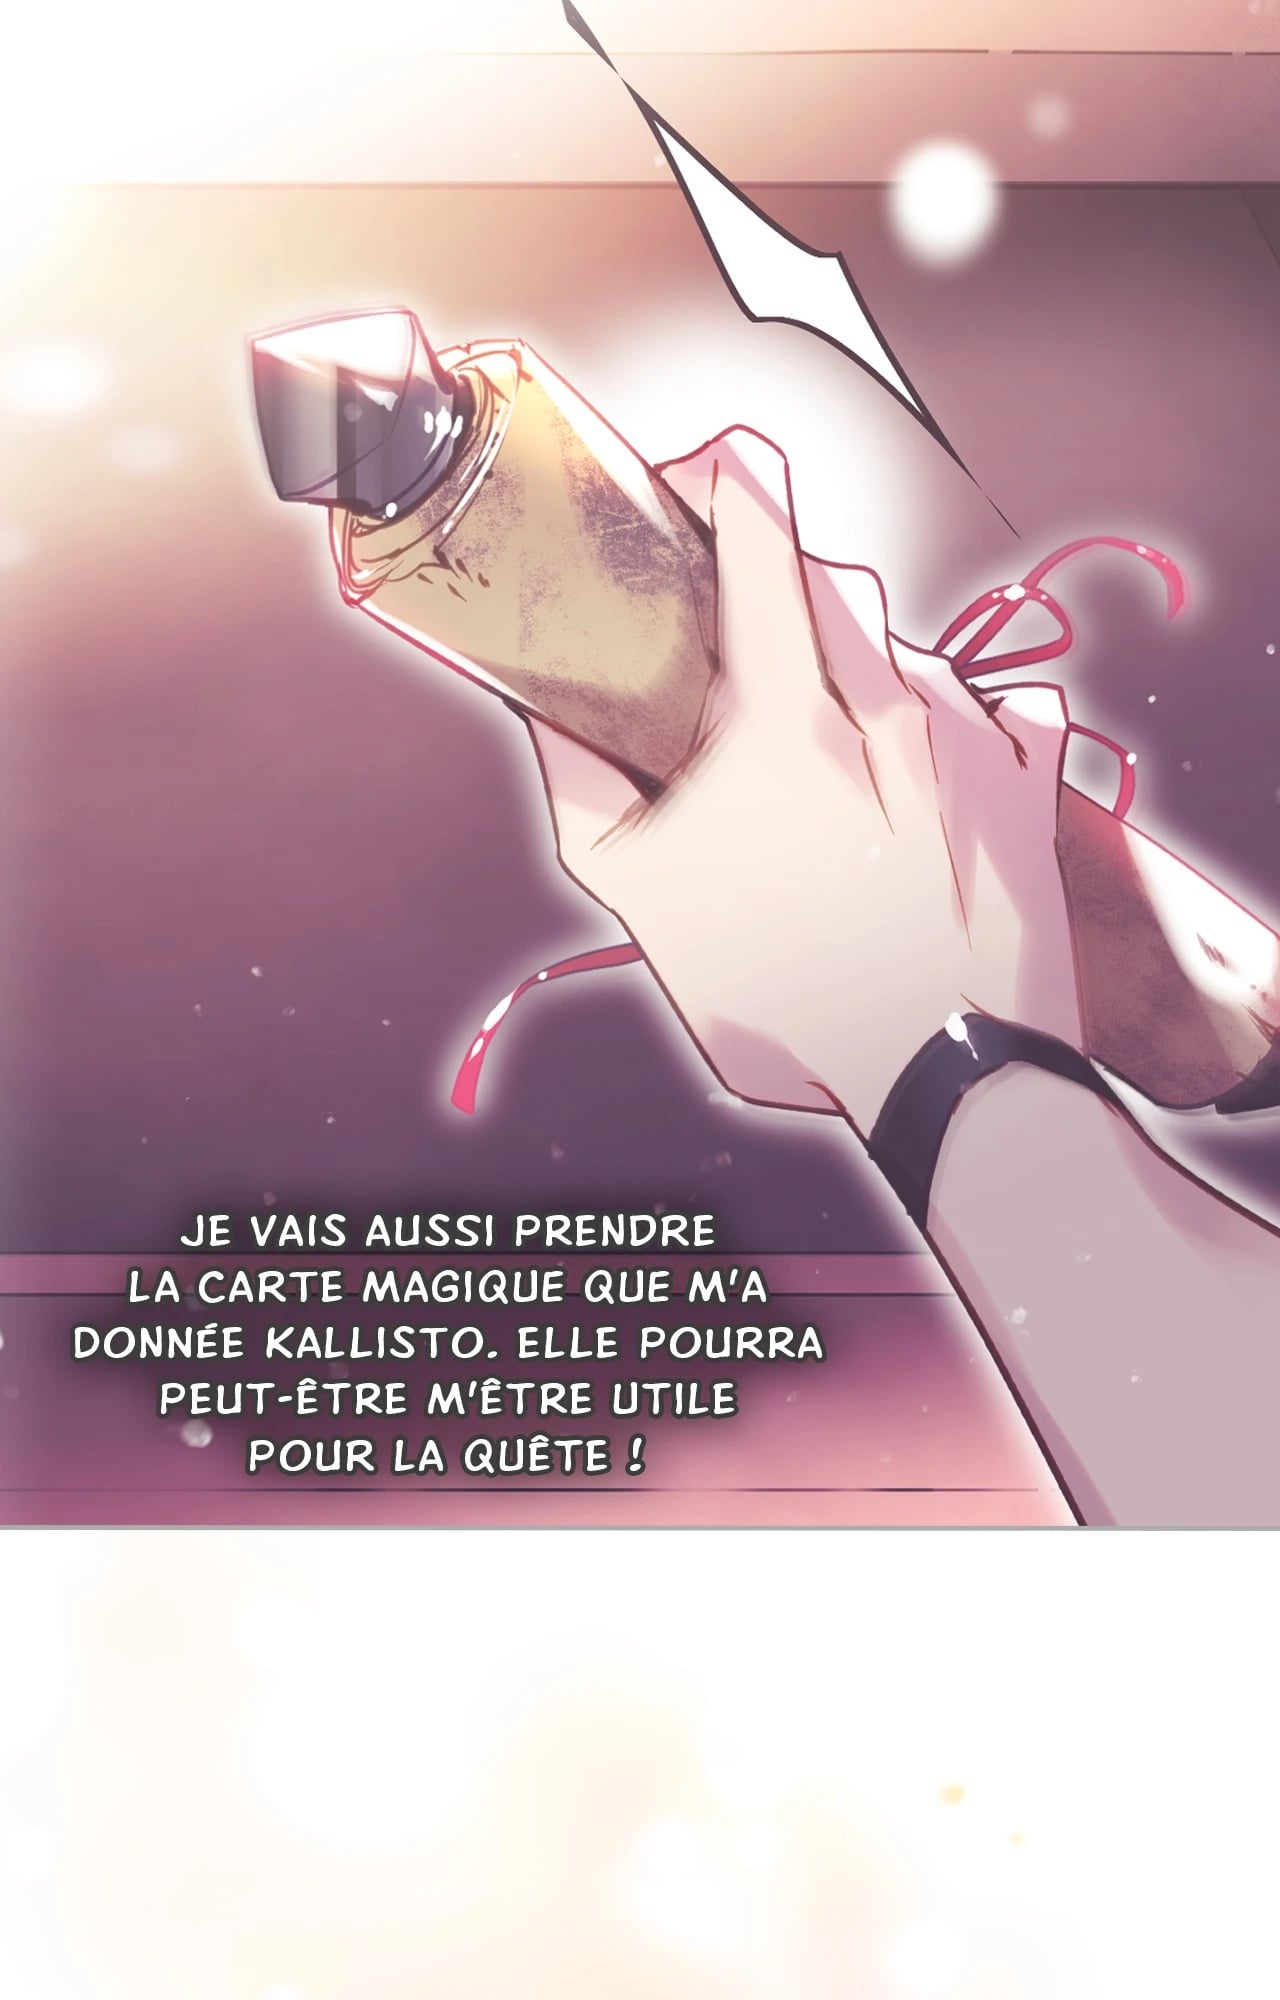 JE VAIS AUSSI PRENDRE
LA CARTE MAGIQUE QUE M'A
DONNÉE KALLISTO. ELLE POURRA
PEUT-ÊTRE M'ÊTRE UTILE
POUR LA QUÊTE !